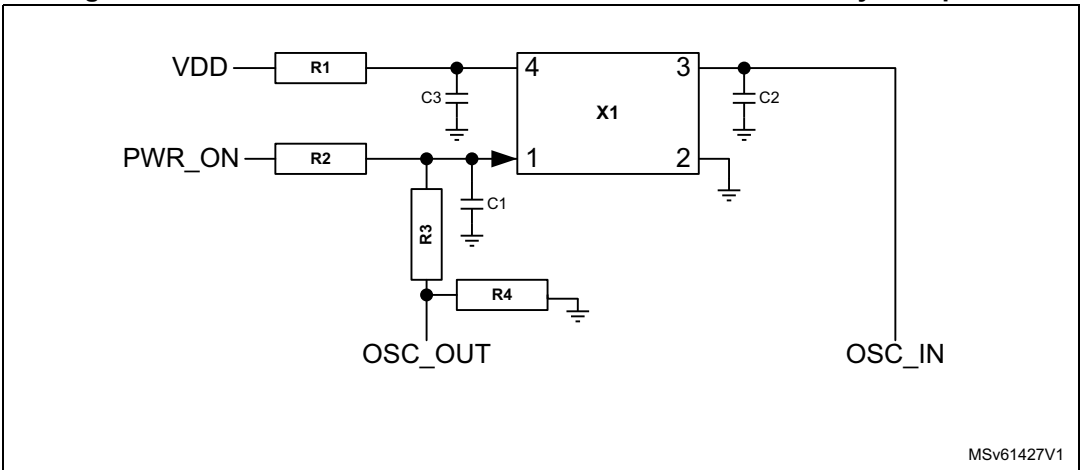 VDD
R1
4
3
C3
C2
X1
PWR_ON
R2
1
2
C1
R3
R4
OSC_OUT
OSC_IN
MSv61427V1